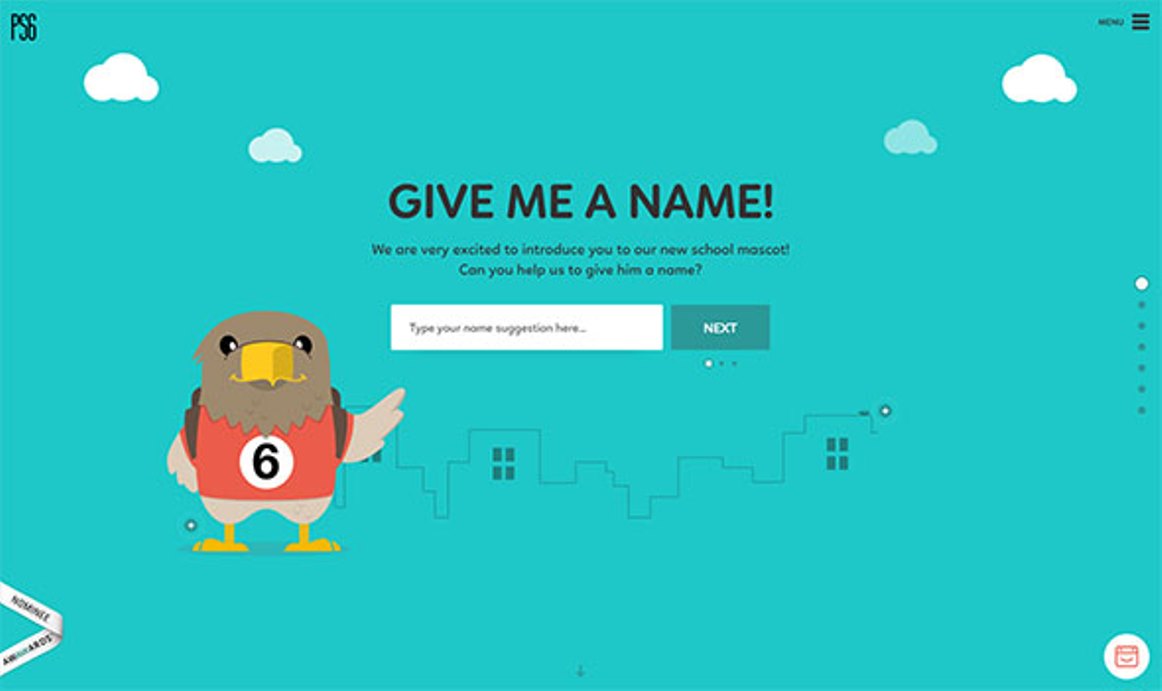 PS6
MENU
GIVE ME A NAME!
We are very excited to introduce you to our new school mascot!
Can you help us to give him a name?
Type your name suggestion here...
NEXT
6
NOMINEE
AWWWARDS